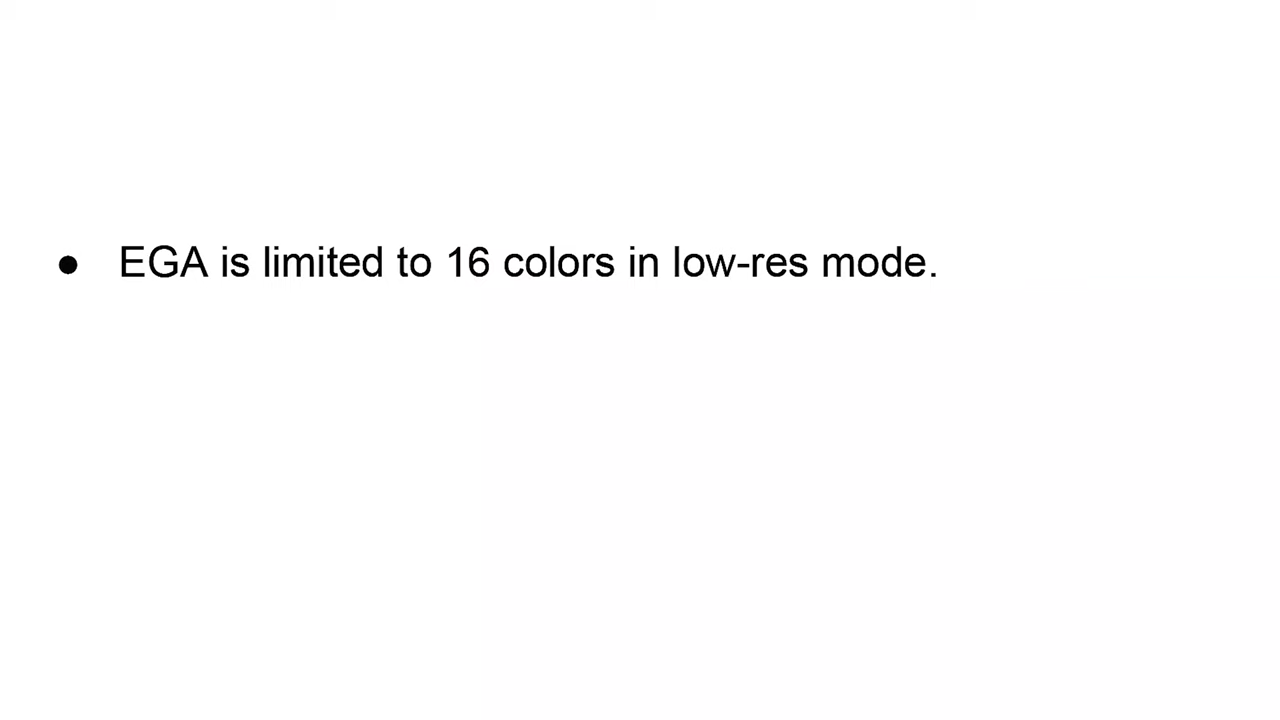 ● EGA is limited to 16 colors in low-res mode.